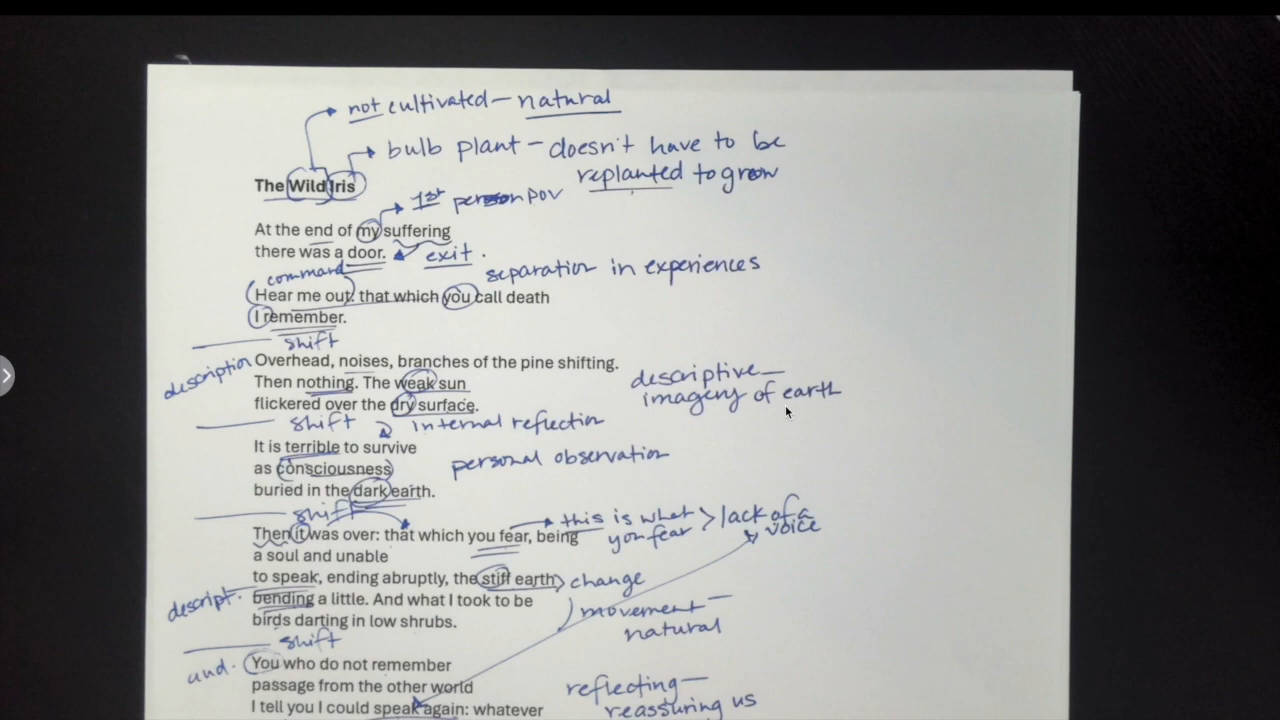 not cultivated — natural
bulb plant — doesn't have to be
replanted to grow
The Wild Iris
1st person pov
At the end of my suffering
there was a door.
exit.
command
separation in experiences
Hear me out: that which you call death
I remember.
shift
description
Overhead, noises, branches of the pine shifting.
Then nothing. The weak sun
flickered over the dry surface.
descriptive —
imagery of earth
shift
internal reflection
It is terrible to survive
as consciousness
buried in the dark earth.
personal observation
shift
Then it was over: that which you fear, being
a soul and unable
to speak, ending abruptly, the stiff earth
bending a little. And what I took to be
birds darting in low shrubs.
this is what
you fear
lack of a
voice
change
descript.
movement —
natural
shift
aud.
You who do not remember
passage from the other world
I tell you I could speak again: whatever
reflecting —
reassuring us